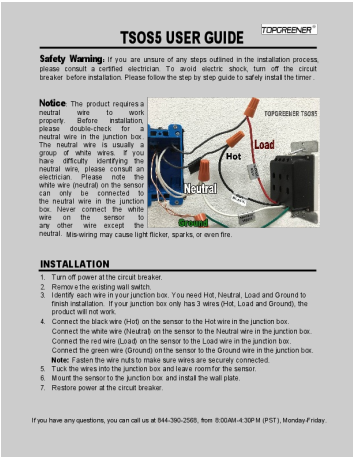 TSOS5 USER GUIDE
TOPGREENER
Safety Warning: If you are unsure of any steps outlined in the installation process,
please consult a certified electrician. To avoid electric shock, turn off the circuit
breaker before installation. Please follow the step by step guide to safely install the timer .
Notice: The product requires a
neutral wire to work
properly. Before installation,
please double-check for a
neutral wire in the junction box.
The neutral wire is usually a
group of white wires. If you
have difficulty identifying the
neutral wire, please consult an
electrician. Please note the
white wire (neutral) on the sensor
can only be connected to
the neutral wire in the junction
box. Never connect the white
wire on the sensor to
any other wire except the
neutral. Mis-wiring may cause light flicker, sparks, or even fire.
TOPGREENER TSOS5
Load
Hot
Neutral
Ground
INSTALLATION
1. Turn off power at the circuit breaker.
2. Remove the existing wall switch.
3. Identify each wire in your junction box. You need Hot, Neutral, Load and Ground to
finish installation. If your junction box only has 3 wires (Hot, Load and Ground), the
product will not work.
4. Connect the black wire (Hot) on the sensor to the Hot wire in the junction box.
Connect the white wire (Neutral) on the sensor to the Neutral wire in the junction box.
Connect the red wire (Load) on the sensor to the Load wire in the junction box.
Connect the green wire (Ground) on the sensor to the Ground wire in the junction box.
Note: Fasten the wire nuts to make sure wires are securely connected.
5. Tuck the wires into the junction box and leave room for the sensor.
6. Mount the sensor to the junction box and install the wall plate.
7. Restore power at the circuit breaker.
If you have any questions, you can call us at 844-390-2568, from 8:00AM-4:30PM (PST), Monday-Friday.